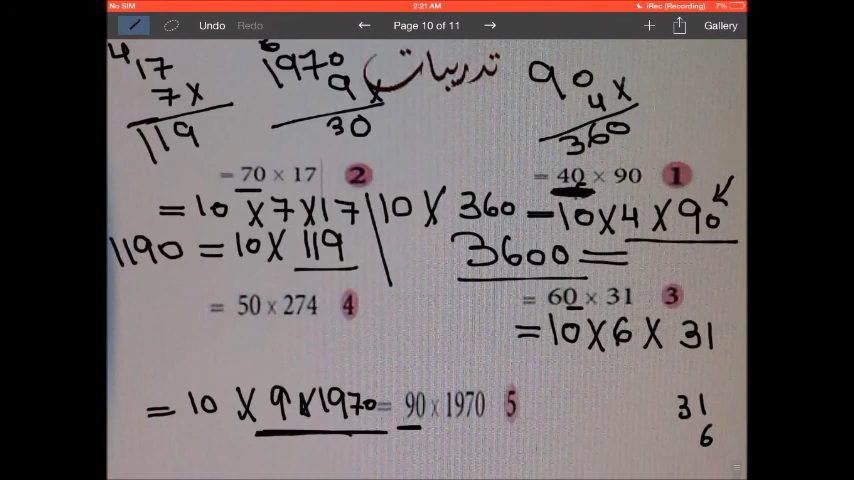 No SIM 2:21 AM iRec (Recording) 7%
Undo Redo Page 10 of 11 Gallery
تدريبات
4
17
7 x
119
6
1970
9 x
30
90
4 x
360
= 70 × 17 2
= 40 × 90 1
= 10 x 7 x 17
10 x 360 = 10 x 4 x 90
1190 = 10 x 119
3600 =
= 50 × 274 4
= 60 × 31 3
= 10 x 6 x 31
= 10 x 9 x 1970 = 90 × 1970 5
31
6